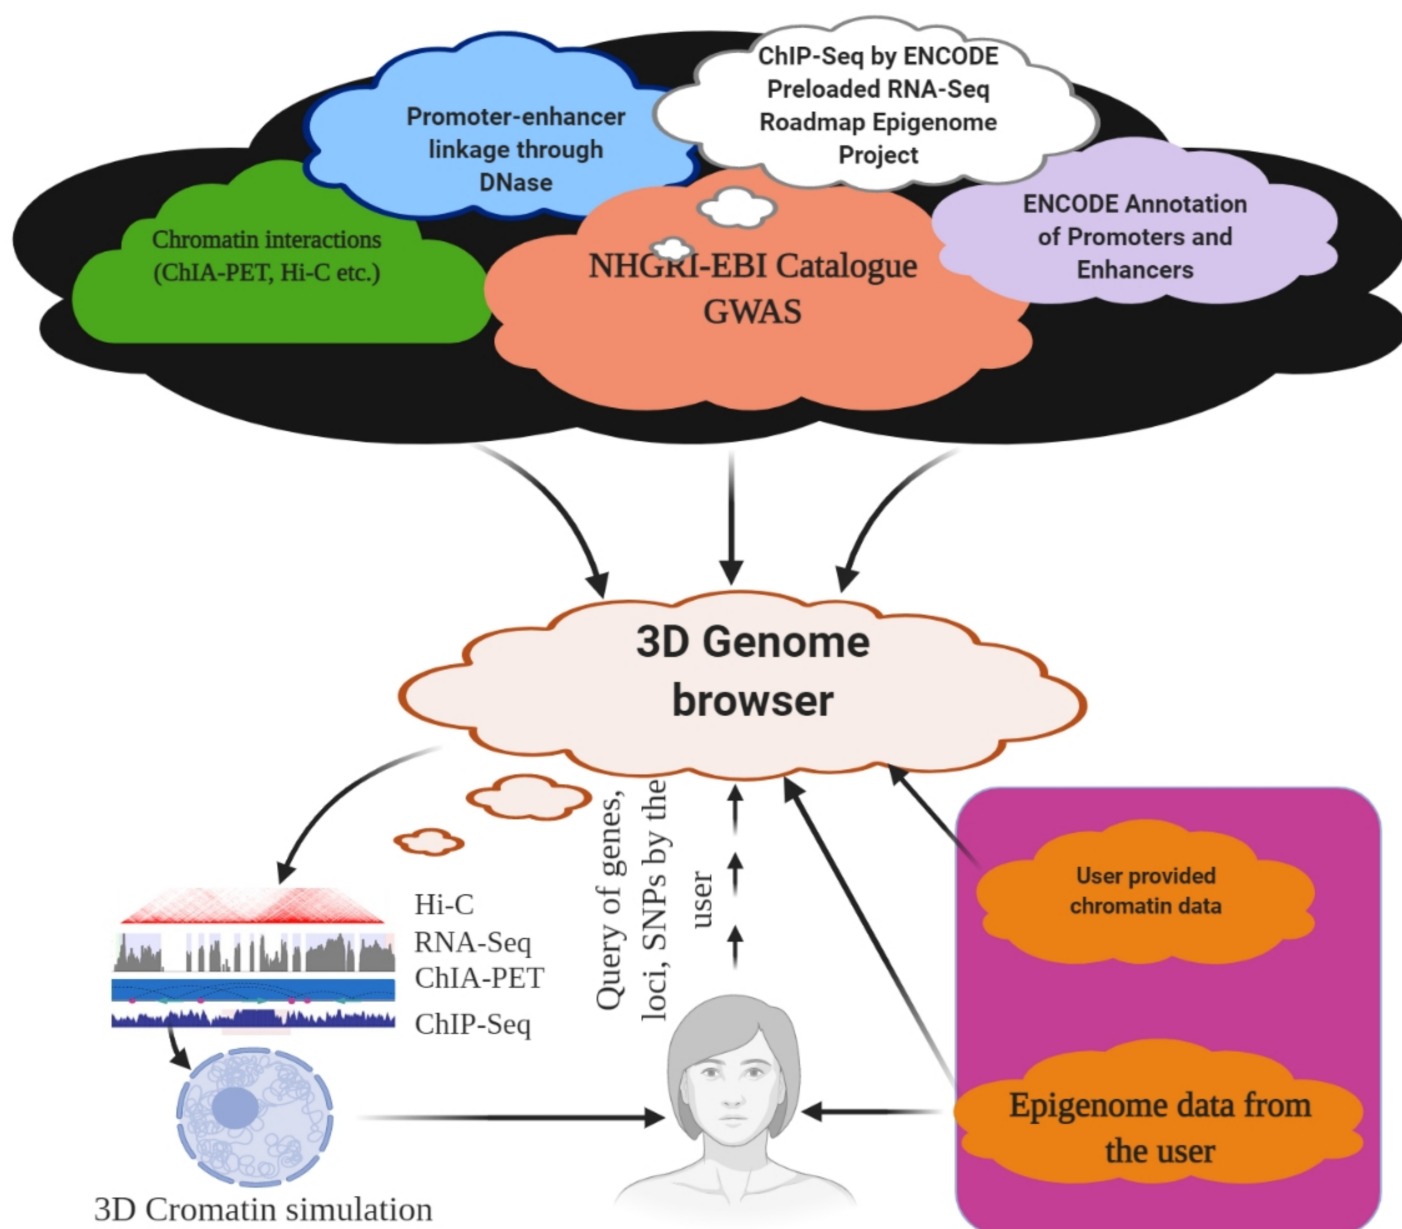 ChIP-Seq by ENCODE
Preloaded RNA-Seq
Roadmap Epigenome
Project
Promoter-enhancer
linkage through
DNase
ENCODE Annotation
of Promoters and
Enhancers
Chromatin interactions
(ChIA-PET, Hi-C etc.)
NHGRI-EBI Catalogue
GWAS
3D Genome
browser
Query of genes,
loci, SNPs by the
user
User provided
chromatin data
Hi-C
RNA-Seq
ChIA-PET
ChIP-Seq
Epigenome data from
the user
3D Cromatin simulation